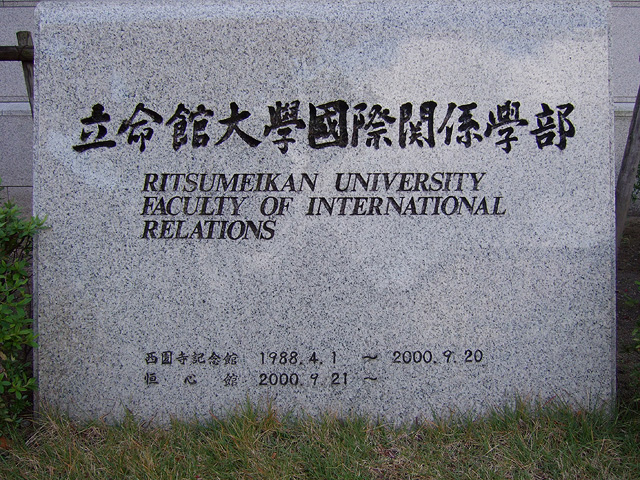 立命館大學國際関係學部
RITSUMEIKAN UNIVERSITY
FACULTY OF INTERNATIONAL
RELATIONS
西園寺記念館 1988.4.1 ～ 2000.9.20
恒心館 2000.9.21 ～